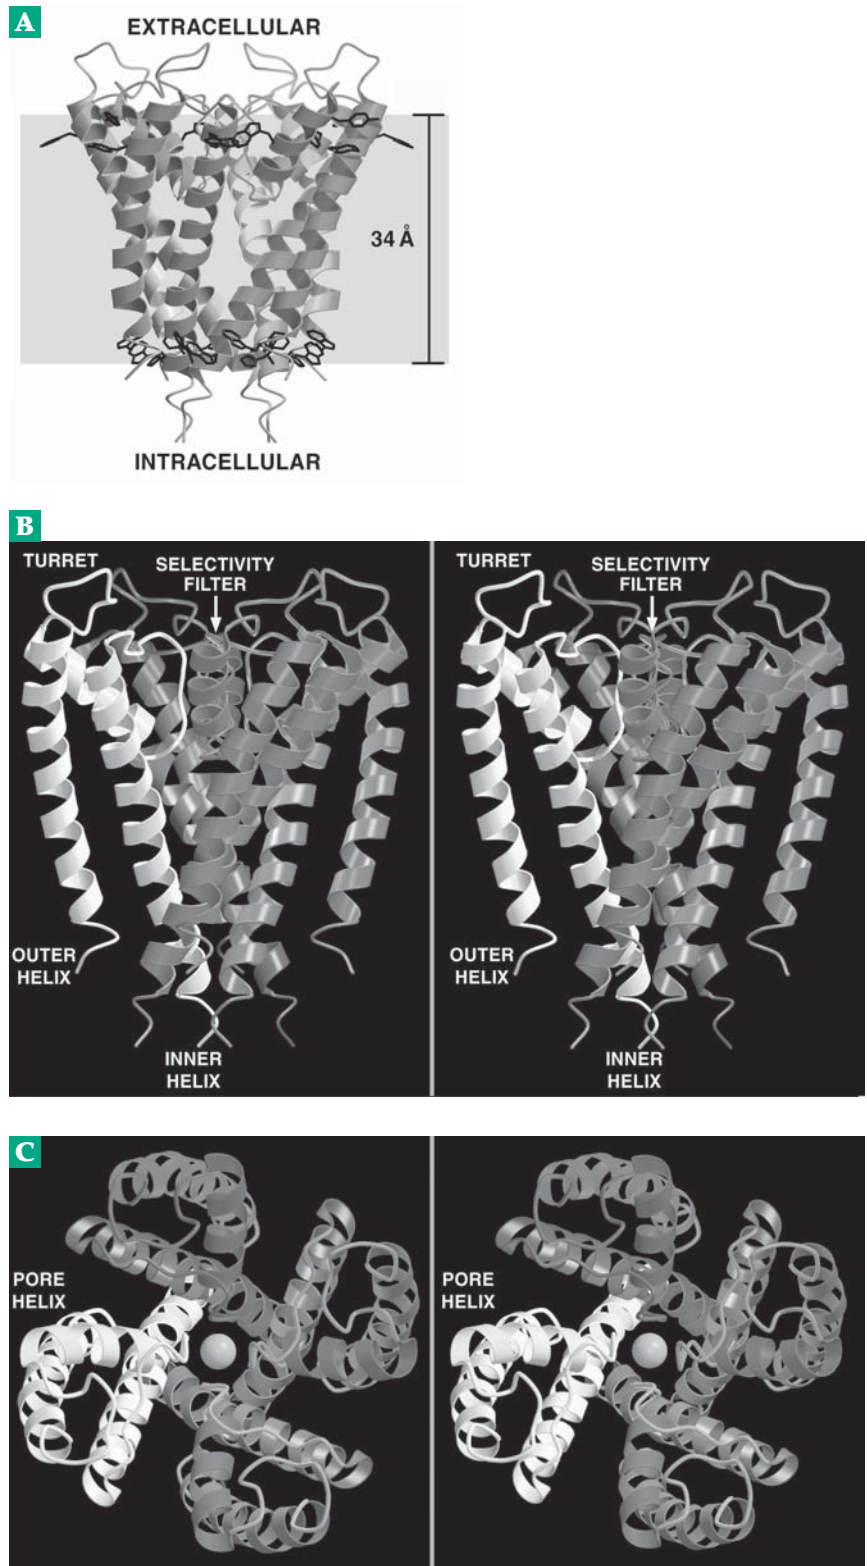 A
EXTRACELLULAR
34 Å
INTRACELLULAR
B
TURRET
SELECTIVITY
FILTER
OUTER
HELIX
INNER
HELIX
TURRET
SELECTIVITY
FILTER
OUTER
HELIX
INNER
HELIX
C
PORE
HELIX
PORE
HELIX